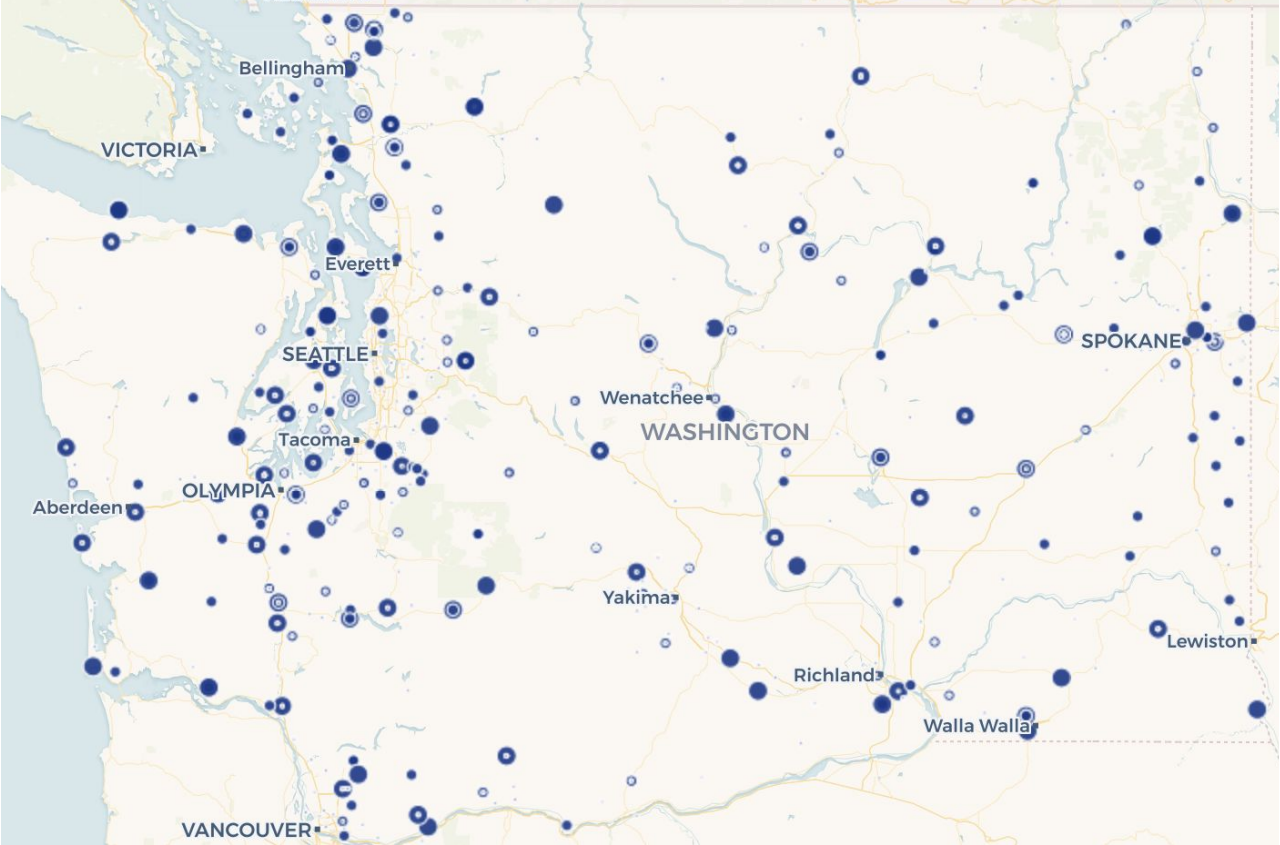 Bellingham
VICTORIA
Everett
SPOKANE
SEATTLE
Wenatchee
WASHINGTON
Tacoma
OLYMPIA
Aberdeen
Yakima
Lewiston
Richland
Walla Walla
VANCOUVER